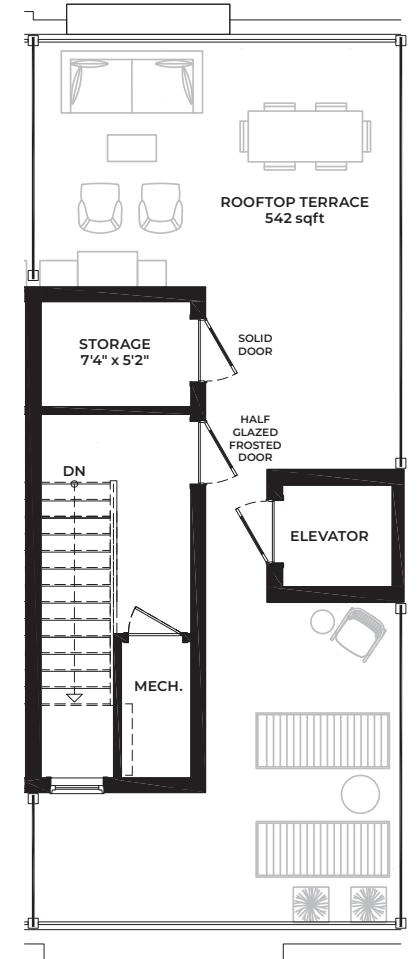 ROOFTOP TERRACE
542 sqft
STORAGE
7'4" x 5'2"
SOLID
DOOR
HALF
GLAZED
FROSTED
DOOR
DN
ELEVATOR
MECH.